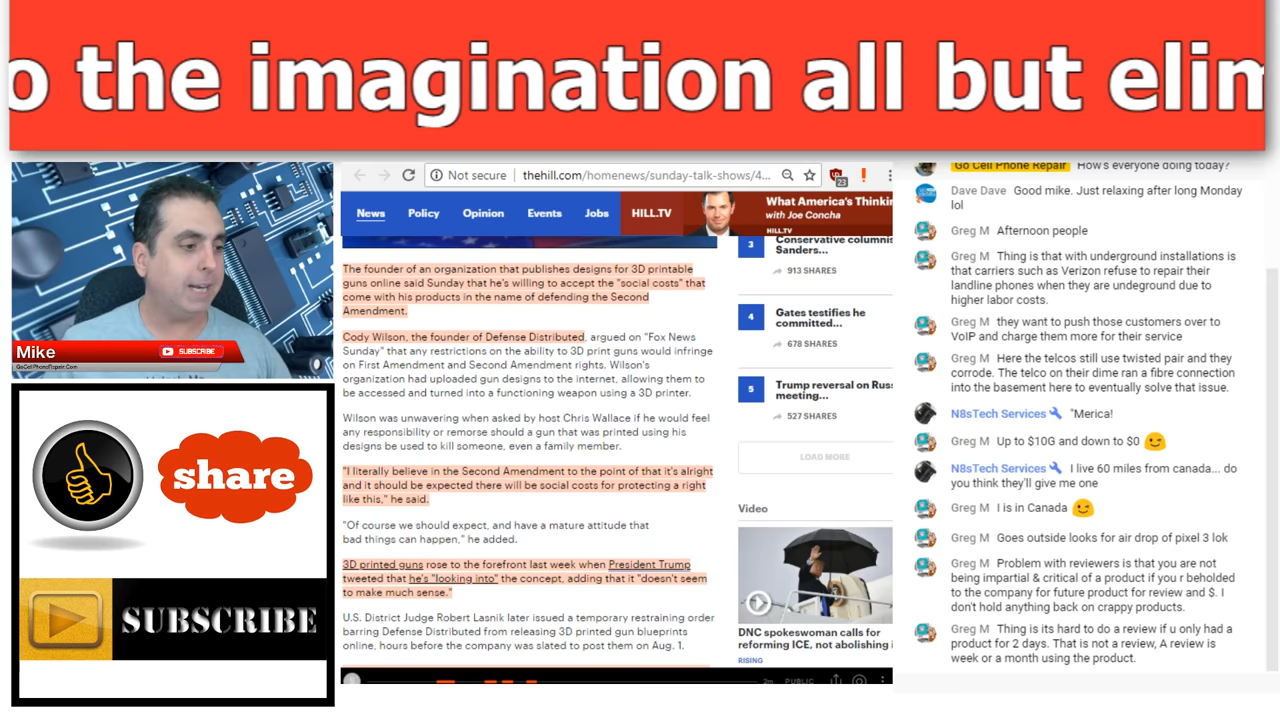 o the imagination all but elim
Mike
SUBSCRIBE
GoCellPhoneRepair.Com
share
SUBSCRIBE
Not secure
thehill.com/homenews/sunday-talk-shows/4...
23
News
Policy
Opinion
Events
Jobs
HILL.TV
What America's Thinkin
with Joe Concha
HILL.TV
The founder of an organization that publishes designs for 3D printable
guns online said Sunday that he's willing to accept the "social costs" that
come with his products in the name of defending the Second
Amendment.
Cody Wilson, the founder of Defense Distributed, argued on "Fox News
Sunday" that any restrictions on the ability to 3D print guns would infringe
on First Amendment and Second Amendment rights. Wilson's
organization had uploaded gun designs to the internet, allowing them to
be accessed and turned into a functioning weapon using a 3D printer.
Wilson was unwavering when asked by host Chris Wallace if he would feel
any responsibility or remorse should a gun that was printed using his
designs be used to kill someone, even a family member.
"I literally believe in the Second Amendment to the point of that it's alright
and it should be expected there will be social costs for protecting a right
like this," he said.
"Of course we should expect, and have a mature attitude that
bad things can happen," he added.
3D printed guns rose to the forefront last week when President Trump
tweeted that he's "looking into" the concept, adding that it "doesn't seem
to make much sense."
U.S. District Judge Robert Lasnik later issued a temporary restraining order
barring Defense Distributed from releasing 3D printed gun blueprints
online, hours before the company was slated to post them on Aug. 1.
3
Conservative columnis
Sanders...
913 SHARES
4
Gates testifies he
committed...
678 SHARES
5
Trump reversal on Russ
meeting...
527 SHARES
LOAD MORE
Video
DNC spokeswoman calls for
reforming ICE, not abolishing i
RISING
2m
PUBLIC
Go Cell Phone Repair How's everyone doing today?
Dave Dave Good mike. Just relaxing after long Monday
lol
Greg M Afternoon people
Greg M Thing is that with underground installations is
is that carriers such as Verizon refuse to repair their
landline phones when they are undeground due to
higher labor costs.
Greg M they want to push those customers over to
VoIP and charge them more for their service
Greg M Here the telcos still use twisted pair and they
corrode. The telco on their dime ran a fibre connection
into the basement here to eventually solve that issue.
N8sTech Services "Merica!
Greg M Up to $10G and down to $0
N8sTech Services I live 60 miles from canada... do
you think they'll give me one
Greg M I is in Canada
Greg M Goes outside looks for air drop of pixel 3 lok
Greg M Problem with reviewers is that you are not
being impartial & critical of a product if you r beholded
to the company for future product for review and $. I
don't hold anything back on crappy products.
Greg M Thing is its hard to do a review if u only had a
product for 2 days. That is not a review, A review is
week or a month using the product.